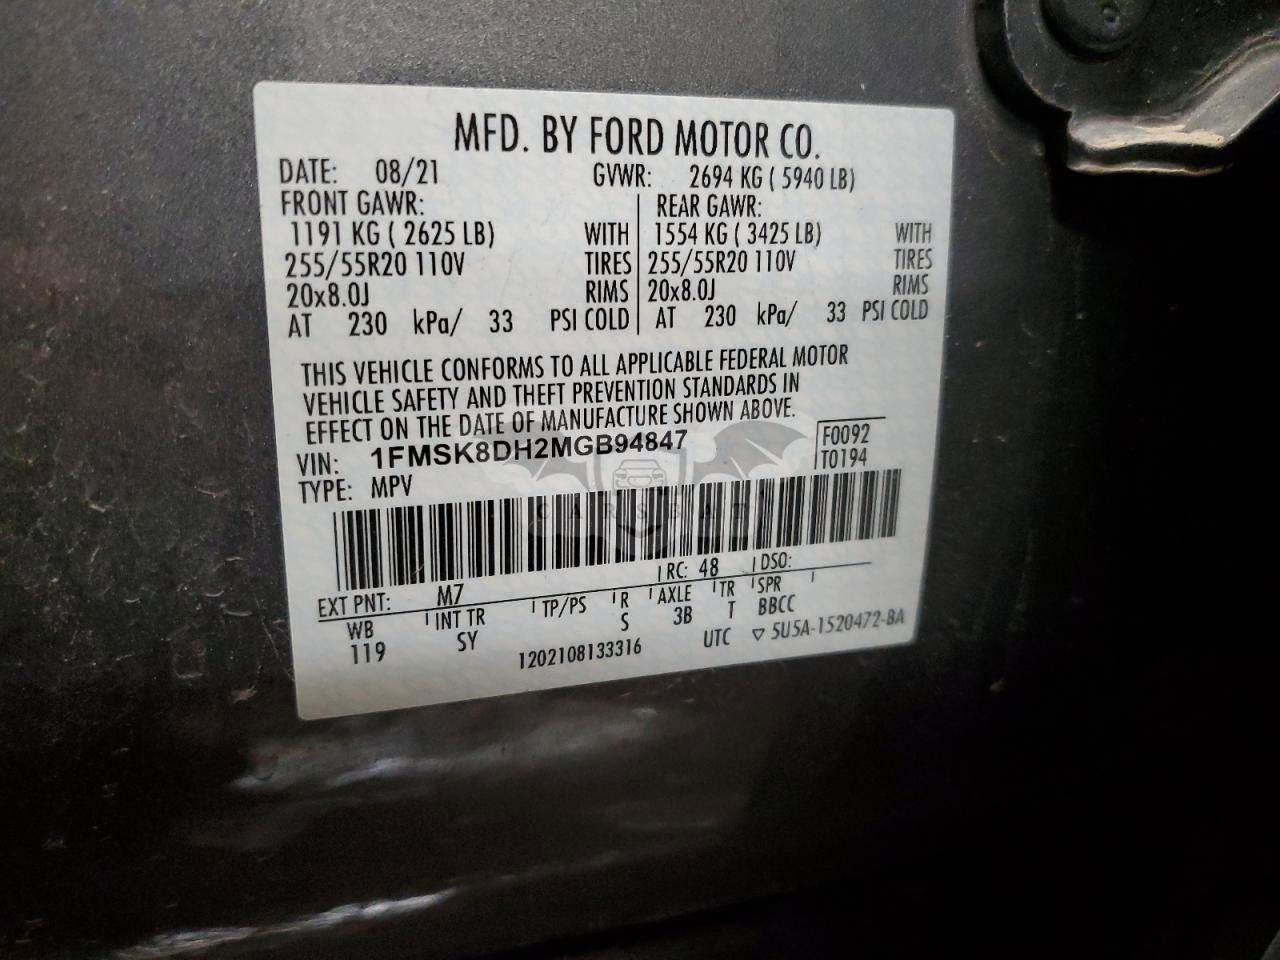 MFD. BY FORD MOTOR CO.
DATE: 08/21 GVWR: 2694 KG ( 5940 LB)
FRONT GAWR: REAR GAWR:
1191 KG ( 2625 LB) WITH 1554 KG ( 3425 LB) WITH
255/55R20 110V TIRES 255/55R20 110V TIRES
20x8.0J RIMS 20x8.0J RIMS
AT 230 kPa/ 33 PSI COLD AT 230 kPa/ 33 PSI COLD
THIS VEHICLE CONFORMS TO ALL APPLICABLE FEDERAL MOTOR
VEHICLE SAFETY AND THEFT PREVENTION STANDARDS IN
EFFECT ON THE DATE OF MANUFACTURE SHOWN ABOVE.
VIN: 1FMSK8DH2MGB94847 F0092
TYPE: MPV T0194
CARSBAT
EXT PNT: M7 RC: 48 DSO:
WB INT TR TP/PS R AXLE TR SPR
119 SY S 3B T BBCC
1202108133316 UTC ▽ 5U5A-1520472-BA